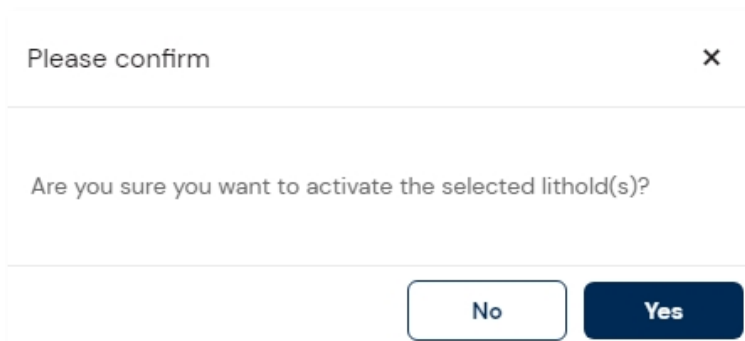 Please confirm
Are you sure you want to activate the selected lithold(s)?
No
Yes